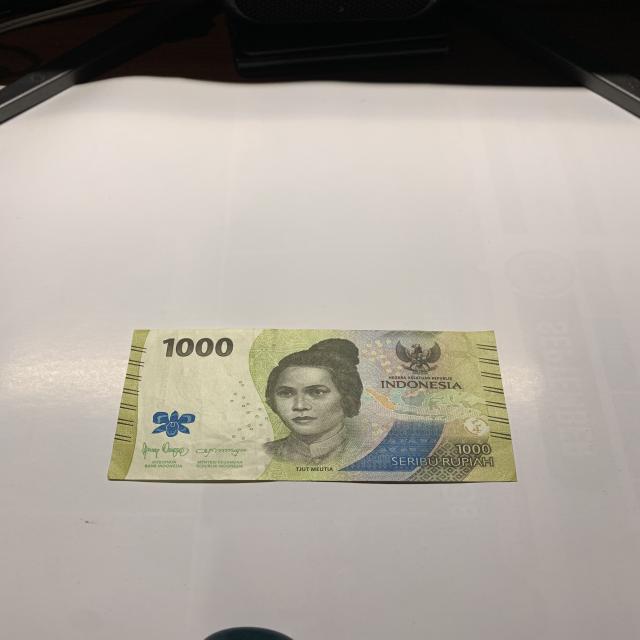 1000
NEGARA KESATUAN REPUBLIK
INDONESIA
1000
SERIBU RUPIAH
GUBERNUR
BANK INDONESIA
MENTERI KEUANGAN
REPUBLIK INDONESIA
TJUT MEUTIA